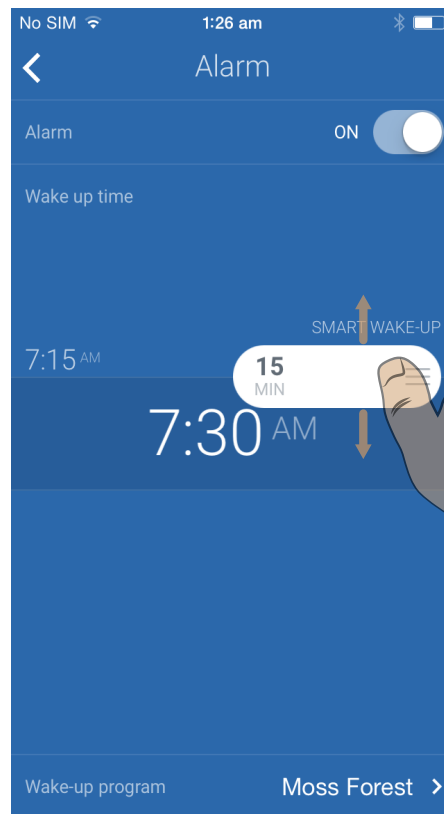 No SIM 1:26 am
Alarm
Alarm ON
Wake up time
SMART WAKE-UP
7:15 AM
15
MIN
7:30 AM
Wake-up program Moss Forest